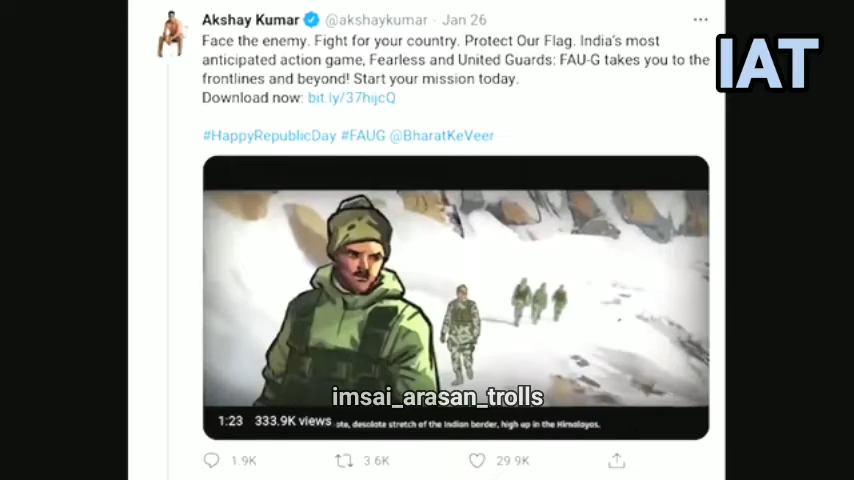 Akshay Kumar @akshaykumar · Jan 26
IAT
Face the enemy. Fight for your country. Protect Our Flag. India's most
anticipated action game, Fearless and United Guards: FAU-G takes you to the
frontlines and beyond! Start your mission today.
Download now: bit.ly/37hijcQ
#HappyRepublicDay #FAUG @BharatKeVeer
imsai_arasan_trolls
1:23 333.9K views desolate stretch of the Indian border, high up in the Himalayas.
1.9K 3.6K 29.9K